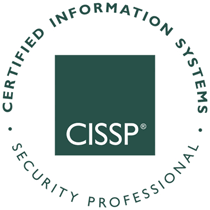 CERTIFIED INFORMATION SYSTEMS
CISSP®
• SECURITY PROFESSIONAL •